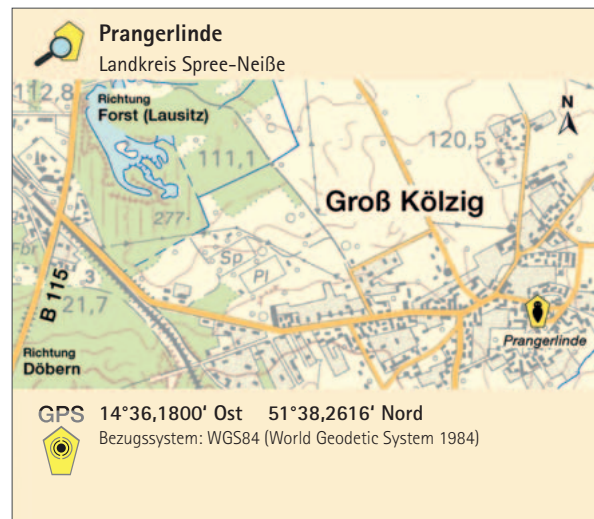 Prangerlinde
Landkreis Spree-Neiße
112,8
Richtung
Forst (Lausitz)
N
120,5
111,1
Groß Kölzig
277
Sp
Pl
Fbr
3
B 115
21,7
Prangerlinde
Richtung
Döbern
GPS 14°36,1800' Ost 51°38,2616' Nord
Bezugssystem: WGS84 (World Geodetic System 1984)